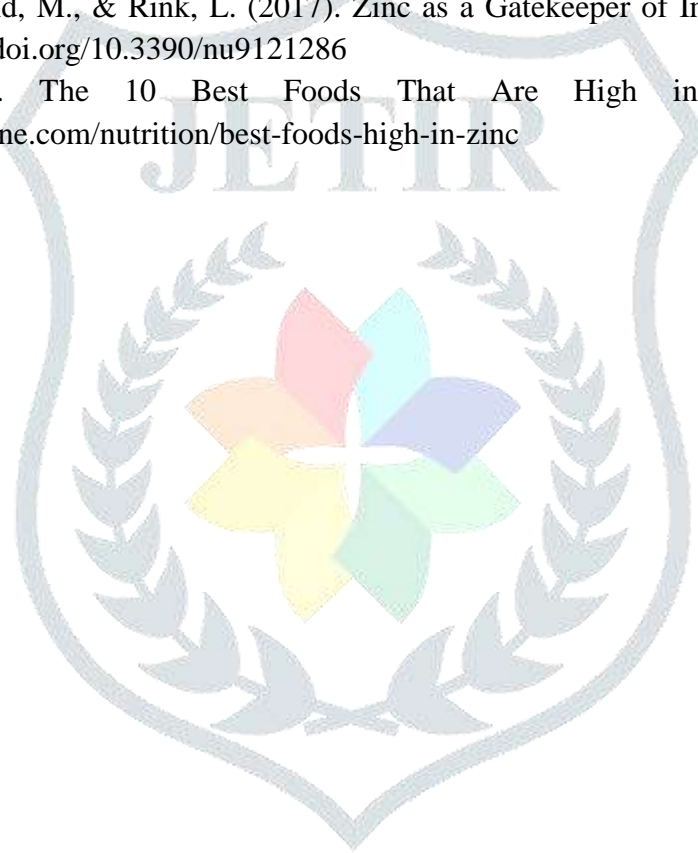 d, M., & Rink, L. (2017). Zinc as a Gatekeeper of
doi.org/10.3390/nu9121286
. The 10 Best Foods That Are High in
ne.com/nutrition/best-foods-high-in-zinc
JETIR